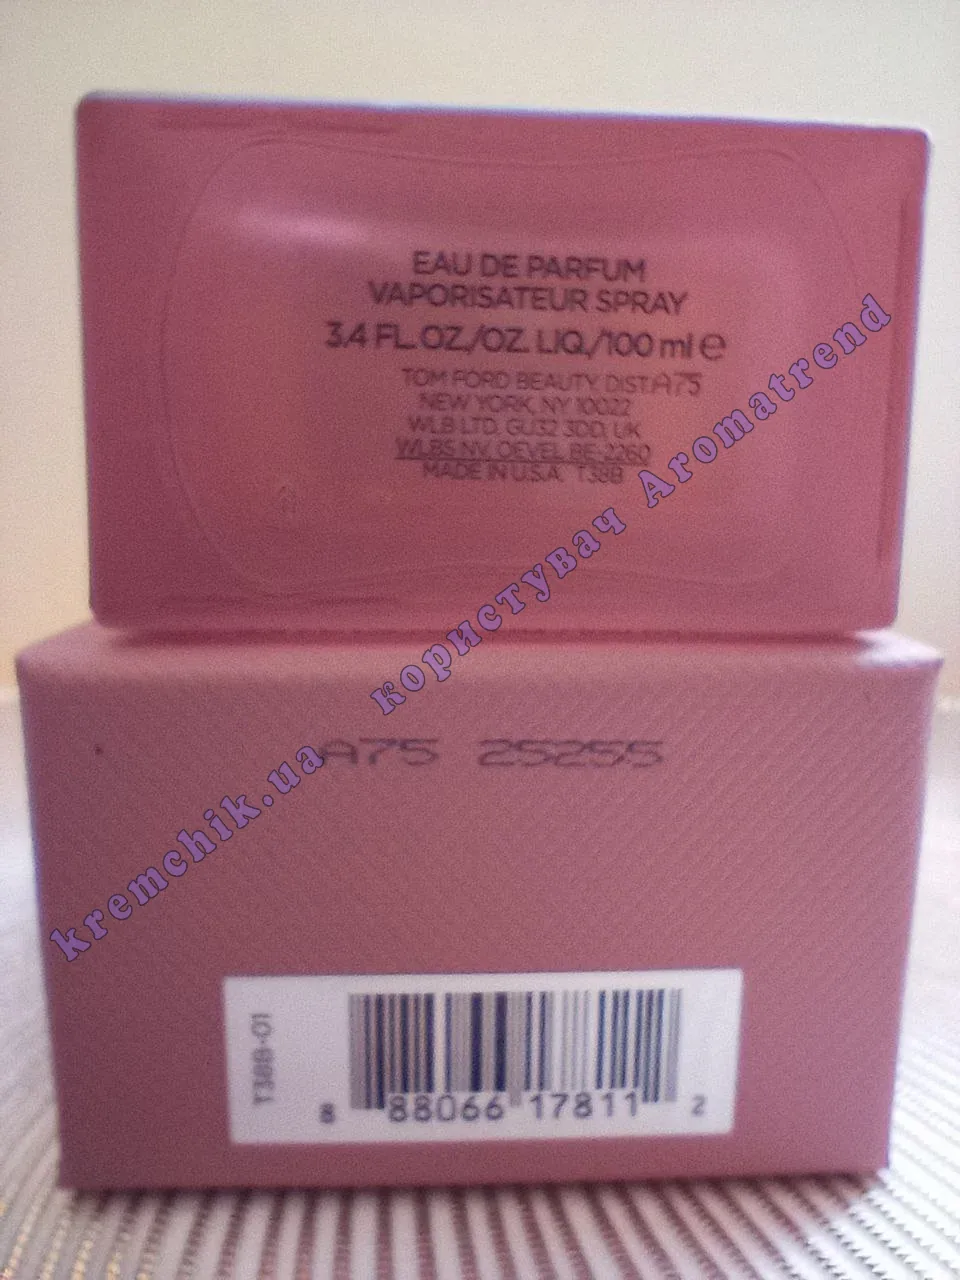 EAU DE PARFUM
VAPORISATEUR SPRAY
3.4 FL.OZ./OZ. LIQ./100 ml e
TOM FORD BEAUTY, DIST. A75
NEW YORK, NY 10022
WLB LTD, GU32 3DD, UK
WLBS NV, OEVEL BE-2260
MADE IN U.S.A. T38B
kremchik.ua користувач Aromatrend
A75 25255
T38B-01
8 88066 17811 2